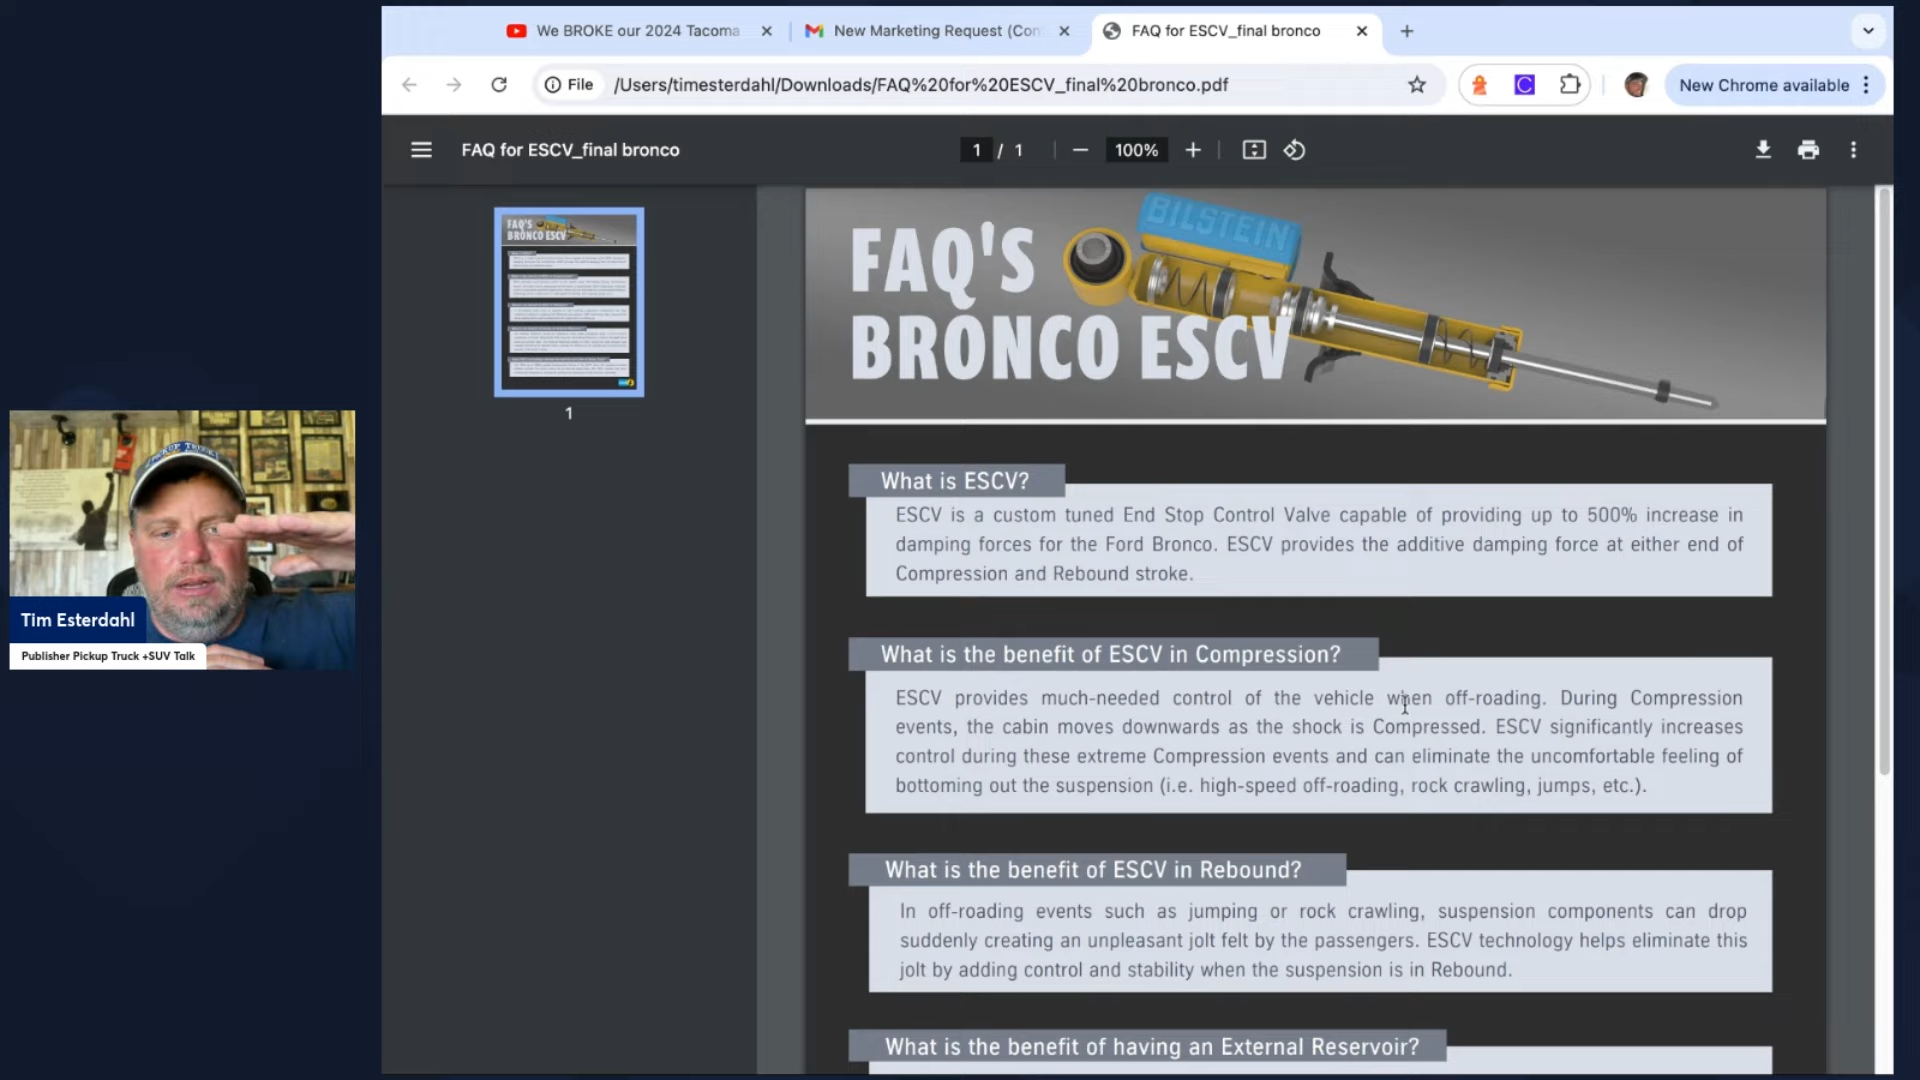 We BROKE our 2024 Tacoma
New Marketing Request (Con
FAQ for ESCV_final bronco
File
/Users/timesterdahl/Downloads/FAQ%20for%20ESCV_final%20bronco.pdf
New Chrome available
FAQ for ESCV_final bronco
1 / 1
100%
FAQ'S
BRONCO ESCV
1
BILSTEIN
FAQ'S
BRONCO ESCV
What is ESCV?
ESCV is a custom tuned End Stop Control Valve capable of providing up to 500% increase in
damping forces for the Ford Bronco. ESCV provides the additive damping force at either end of
Compression and Rebound stroke.
What is the benefit of ESCV in Compression?
ESCV provides much-needed control of the vehicle when off-roading. During Compression
events, the cabin moves downwards as the shock is Compressed. ESCV significantly increases
control during these extreme Compression events and can eliminate the uncomfortable feeling of
bottoming out the suspension (i.e. high-speed off-roading, rock crawling, jumps, etc.).
What is the benefit of ESCV in Rebound?
In off-roading events such as jumping or rock crawling, suspension components can drop
suddenly creating an unpleasant jolt felt by the passengers. ESCV technology helps eliminate this
jolt by adding control and stability when the suspension is in Rebound.
What is the benefit of having an External Reservoir?
PICKUP TRUCK
Tim Esterdahl
Publisher Pickup Truck +SUV Talk